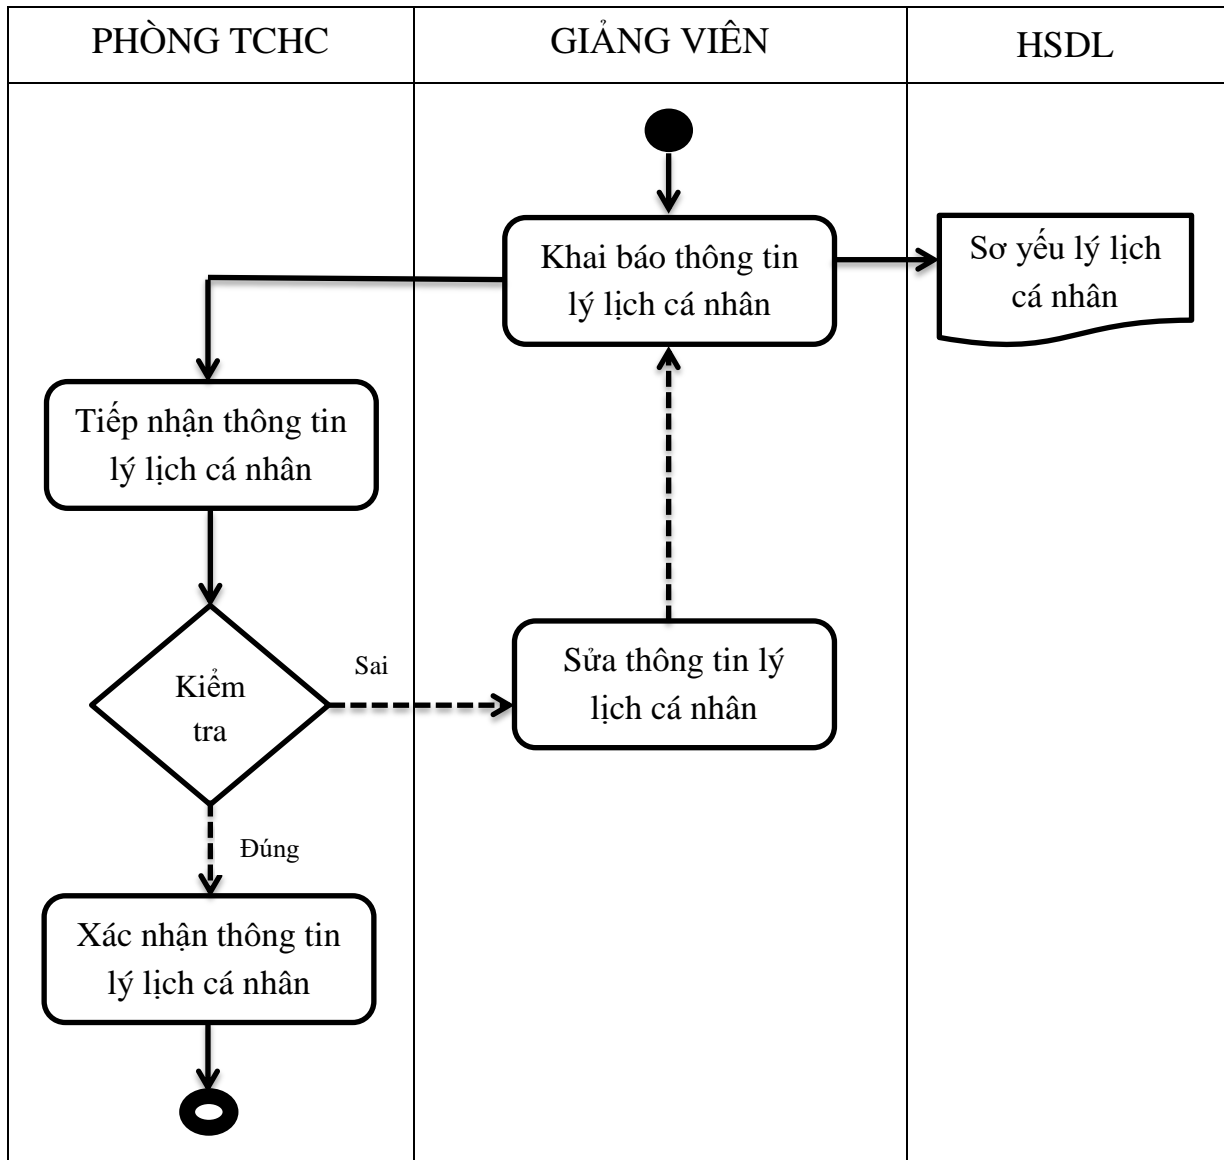 PHÒNG TCHC
GIẢNG VIÊN
HSDL
Khai báo thông tin
lý lịch cá nhân
Sơ yếu lý lịch
cá nhân
Tiếp nhận thông tin
lý lịch cá nhân
Kiểm
tra
Sai
Sửa thông tin lý
lịch cá nhân
Đúng
Xác nhận thông tin
lý lịch cá nhân